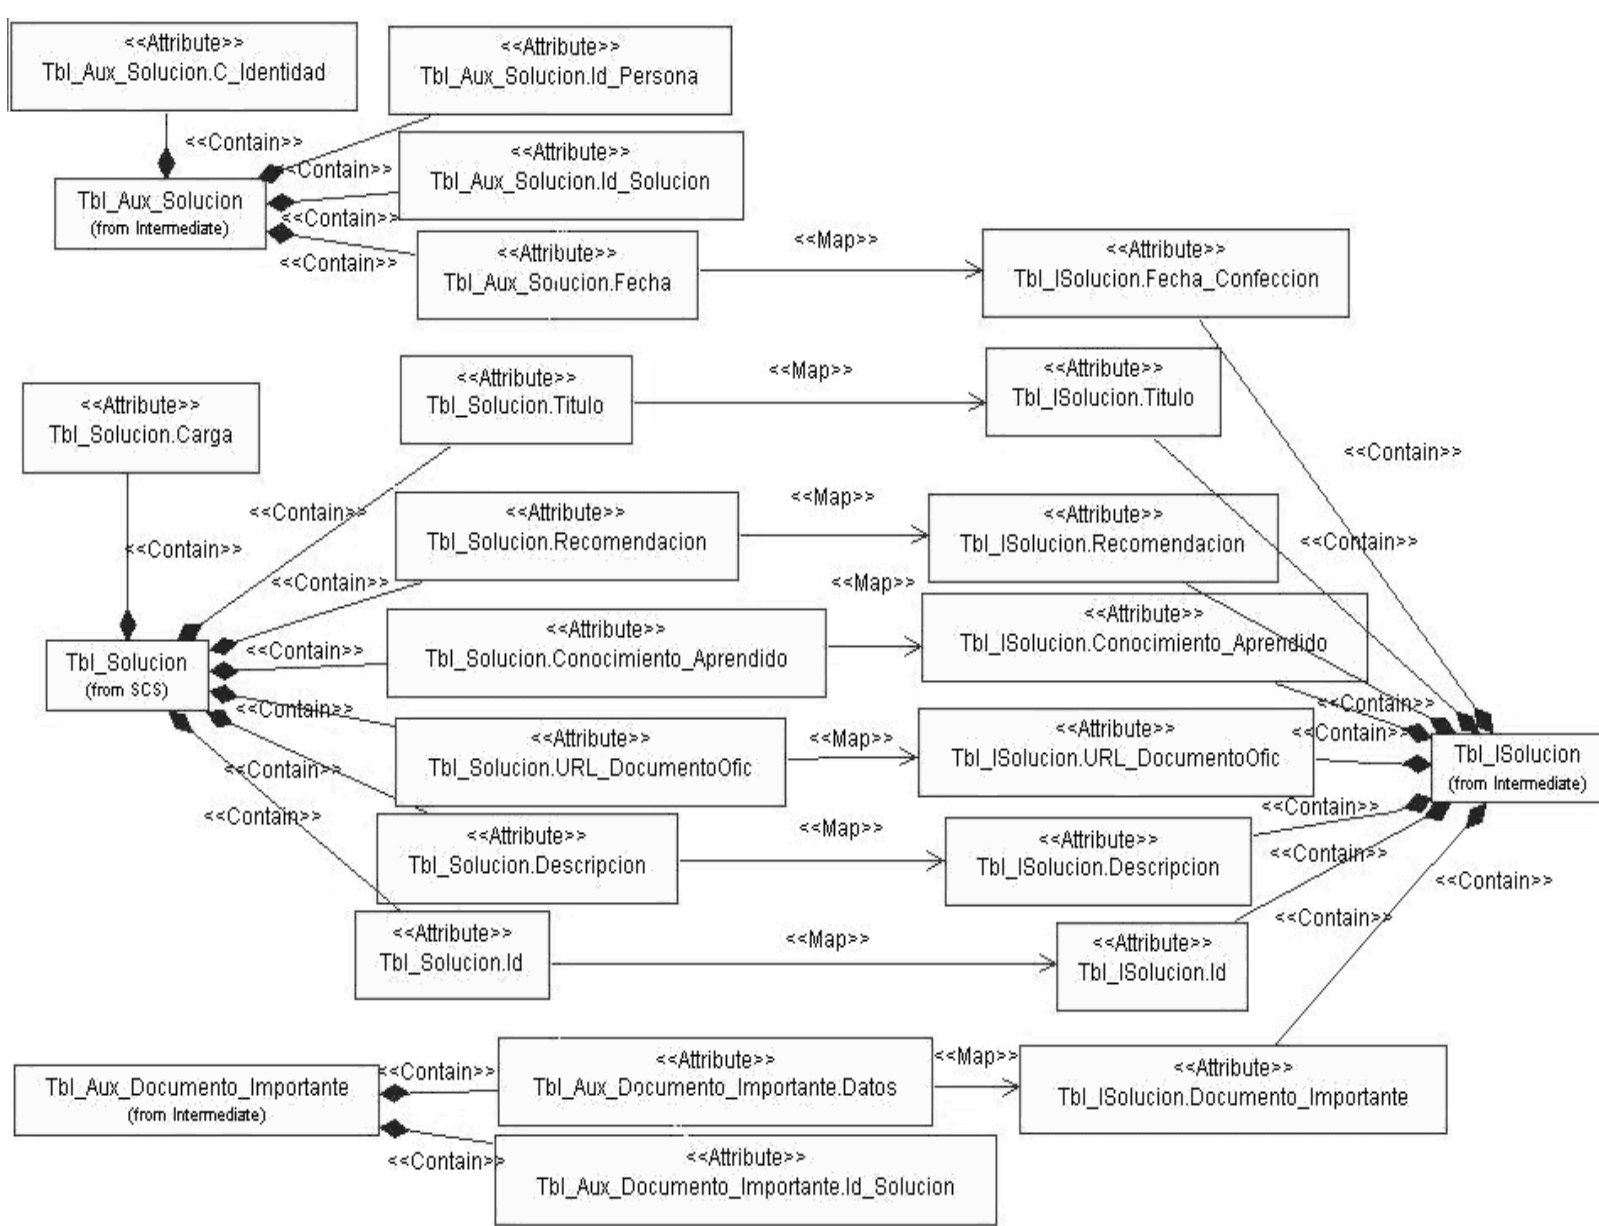 <<Attribute>>
Tbl_Aux_Solucion.C_Identidad
<<Attribute>>
Tbl_Aux_Solucion.Id_Persona
<<Contain>>
<<Contain>>
<<Attribute>>
Tbl_Aux_Solucion.Id_Solucion
Tbl_Aux_Solucion
(from Intermediate)
<<Contain>>
<<Contain>>
<<Attribute>>
Tbl_Aux_Solucion.Fecha
<<Map>>
<<Attribute>>
Tbl_ISolucion.Fecha_Confeccion
<<Attribute>>
Tbl_Solucion.Titulo
<<Map>>
<<Attribute>>
Tbl_ISolucion.Titulo
<<Attribute>>
Tbl_Solucion.Carga
<<Contain>>
<<Contain>>
<<Contain>>
<<Attribute>>
Tbl_Solucion.Recomendacion
<<Map>>
<<Attribute>>
Tbl_ISolucion.Recomendacion
<<Contain>>
<<Contain>>
<<Map>>
<<Attribute>>
Tbl_Solucion.Conocimiento_Aprendido
<<Attribute>>
Tbl_ISolucion.Conocimiento_Aprendido
<<Contain>>
Tbl_Solucion
(from SCS)
<<Contain>>
<<Contain>>
<<Attribute>>
Tbl_Solucion.URL_DocumentoOfic
<<Map>>
<<Attribute>>
Tbl_ISolucion.URL_DocumentoOfic
<<Contain>>
Tbl_ISolucion
(from Intermediate)
<<Contain>>
<<Contain>>
<<Contain>>
<<Attribute>>
Tbl_Solucion.Descripcion
<<Map>>
<<Attribute>>
Tbl_ISolucion.Descripcion
<<Contain>>
<<Contain>>
<<Contain>>
<<Attribute>>
Tbl_Solucion.Id
<<Map>>
<<Attribute>>
Tbl_ISolucion.Id
Tbl_Aux_Documento_Importante
(from Intermediate)
<<Contain>>
<<Attribute>>
Tbl_Aux_Documento_Importante.Datos
<<Map>>
<<Attribute>>
Tbl_ISolucion.Documento_Importante
<<Contain>>
<<Attribute>>
Tbl_Aux_Documento_Importante.Id_Solucion